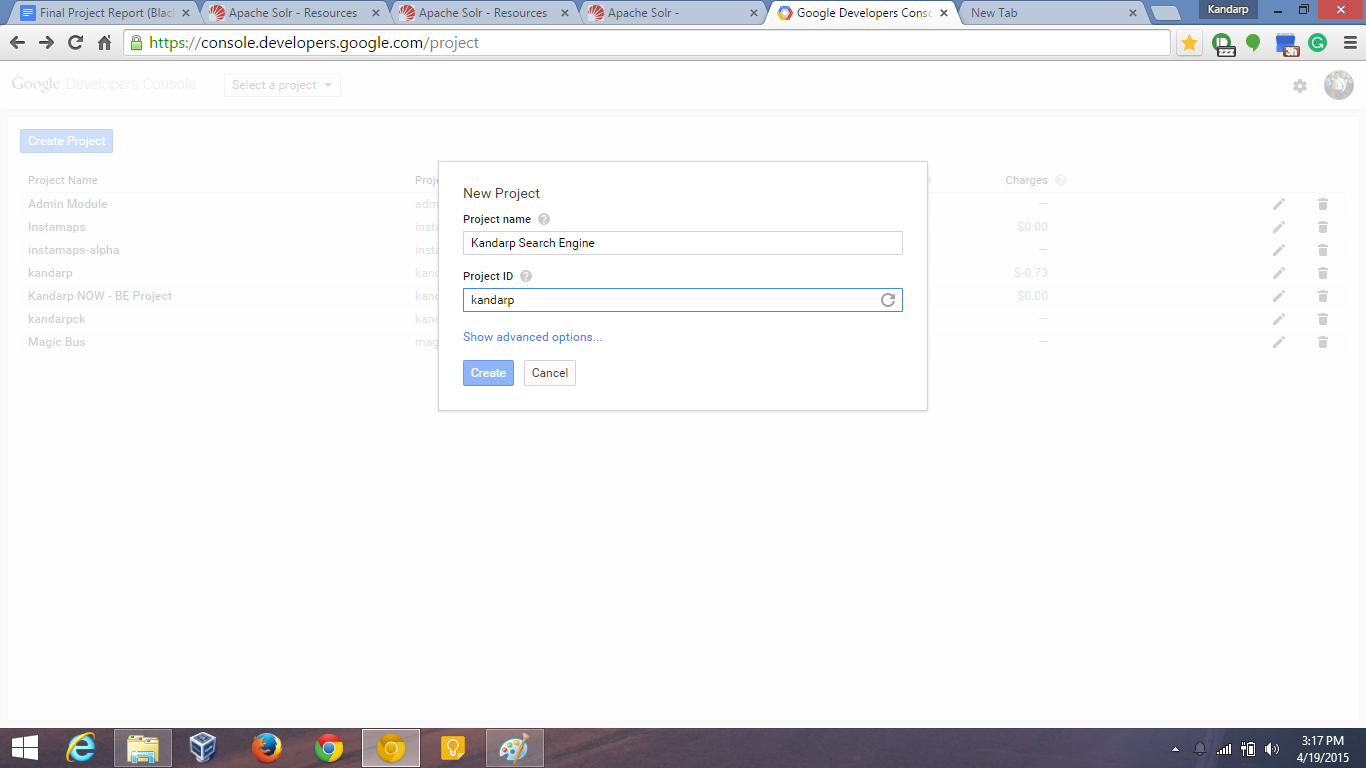 Final Project Report (Blac
Apache Solr - Resources
Apache Solr - Resources
Apache Solr -
Google Developers Conso
New Tab
Kandarp
https://console.developers.google.com/project
zzz
3h
G
Google Developers Console
Select a project
Create Project
Project Name
Proje
Charges ?
Admin Module
adm
—
Instamaps
insta
$0.00
instamaps-alpha
insta
—
kandarp
kand
$-0.73
Kandarp NOW - BE Project
kand
$0.00
kandarpck
kand
—
Magic Bus
mag
—
New Project
Project name ?
Kandarp Search Engine
Project ID ?
kandarp
Show advanced options...
Create
Cancel
3:17 PM
4/19/2015